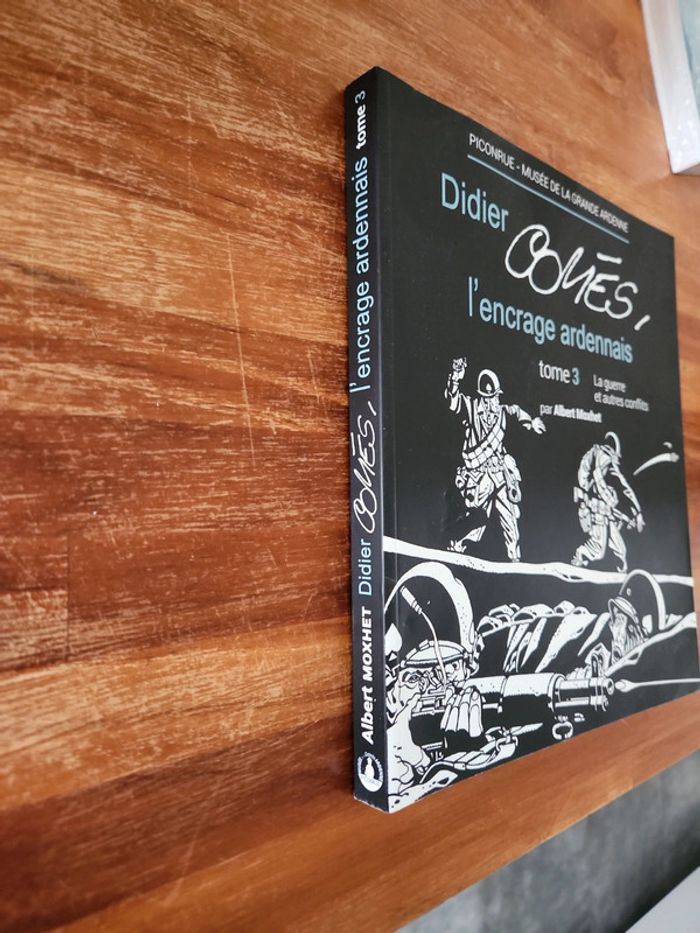 PICONRUE - MUSÉE DE LA GRANDE ARDENNE
Didier
COMÈS,
l'encrage ardennais
tome 3
La guerre
et autres conflits
par Albert Moxhet
Albert MOXHET Didier COMÈS, l'encrage ardennais tome 3